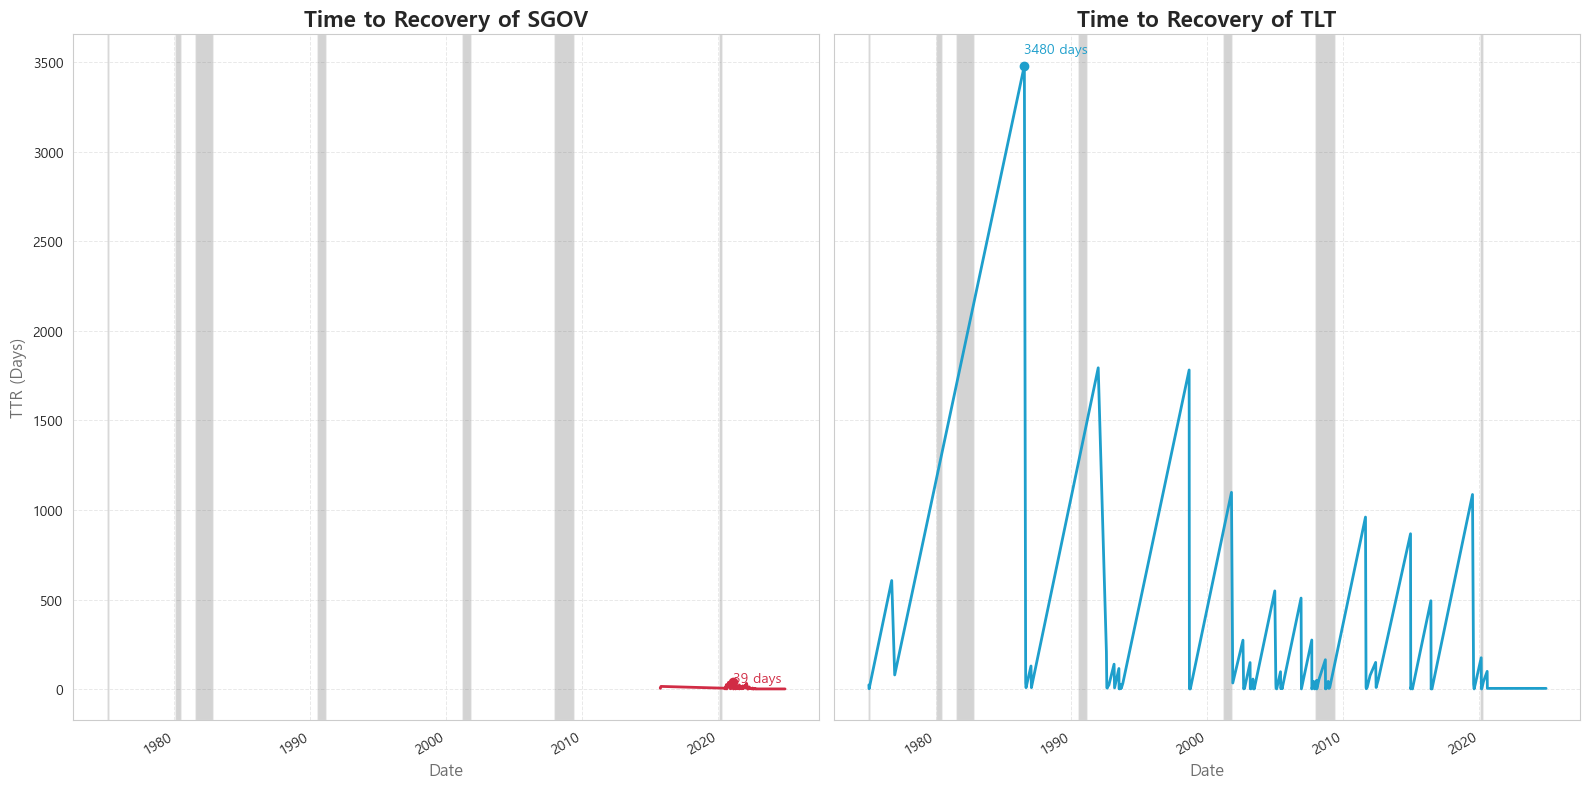 Time to Recovery of SGOV
TTR (Days)
3500
3000
2500
2000
1500
1000
500
0
39 days
1980
1990
2000
2010
2020
Date
Time to Recovery of TLT
3480 days
1980
1990
2000
2010
2020
Date